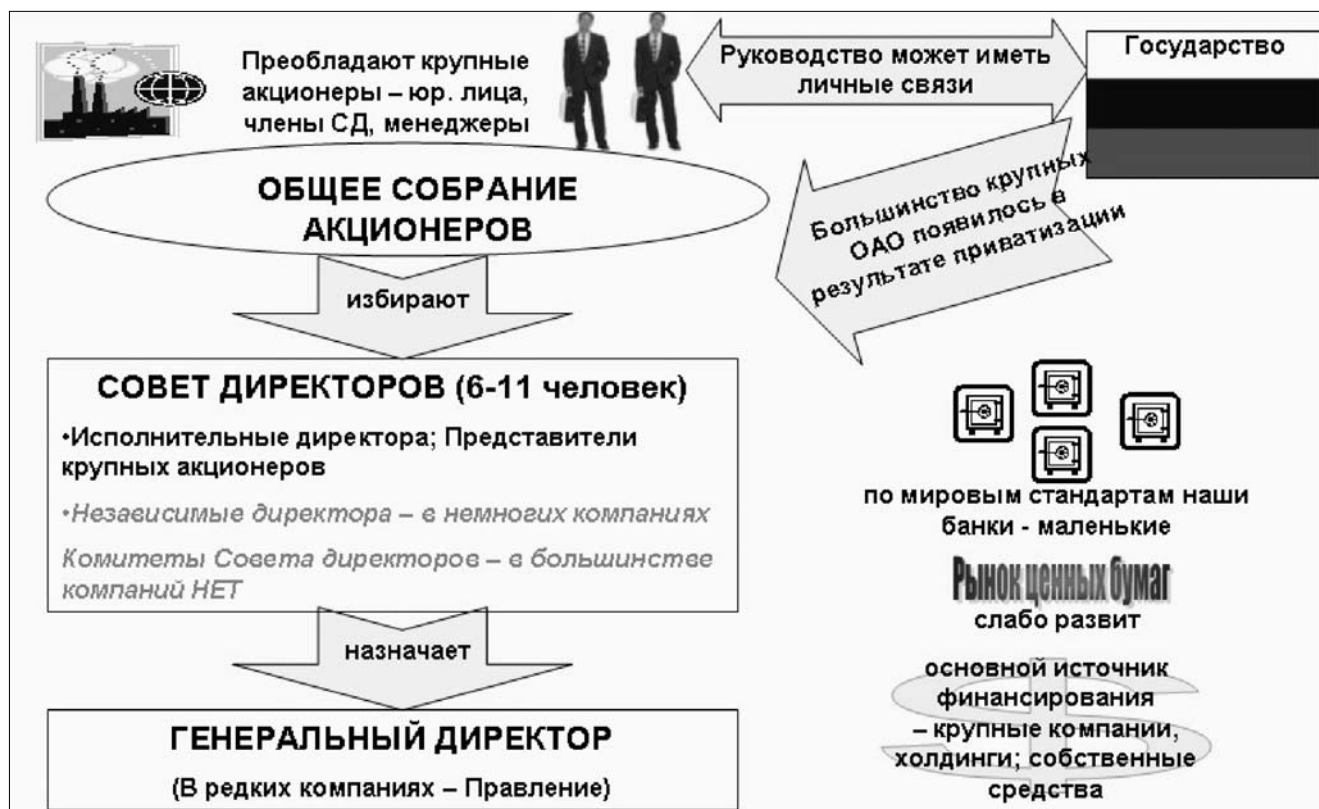 Преобладают крупные
акционеры – юр. лица,
члены СД, менеджеры
Руководство может иметь
личные связи
Государство
ОБЩЕЕ СОБРАНИЕ
АКЦИОНЕРОВ
Большинство крупных
ОАО появилось в
результате приватизации
избирают
СОВЕТ ДИРЕКТОРОВ (6-11 человек)
•Исполнительные директора; Представители
крупных акционеров
•Независимые директора – в немногих компаниях
Комитеты Совета директоров – в большинстве
компаний НЕТ
назначает
ГЕНЕРАЛЬНЫЙ ДИРЕКТОР
(В редких компаниях – Правление)
по мировым стандартам наши
банки - маленькие
Рынок ценных бумаг
слабо развит
основной источник
финансирования
– крупные компании,
холдинги; собственные
средства